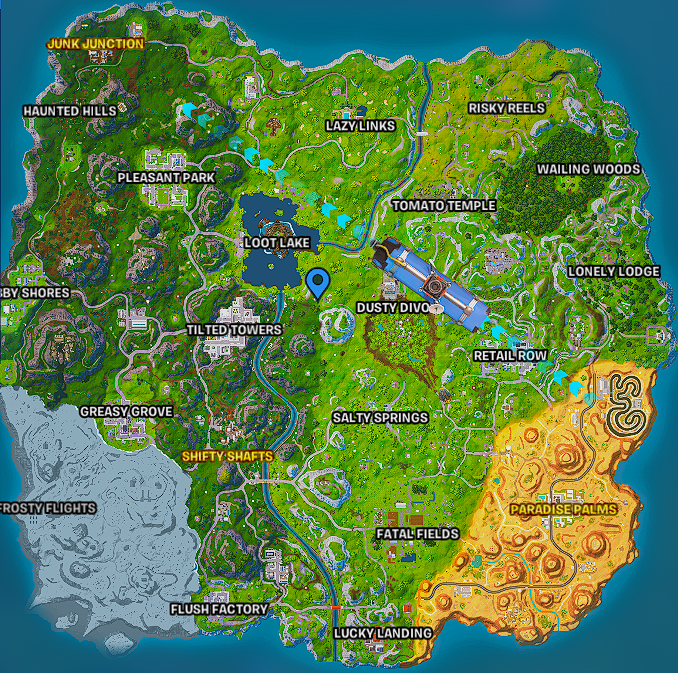 JUNK JUNCTION
HAUNTED HILLS
RISKY REELS
LAZY LINKS
WAILING WOODS
PLEASANT PARK
TOMATO TEMPLE
LOOT LAKE
LONELY LODGE
BBY SHORES
DUSTY DIVO
TILTED TOWERS
RETAIL ROW
GREASY GROVE
SALTY SPRINGS
SHIFTY SHAFTS
FROSTY FLIGHTS
PARADISE PALMS
FATAL FIELDS
FLUSH FACTORY
LUCKY LANDING